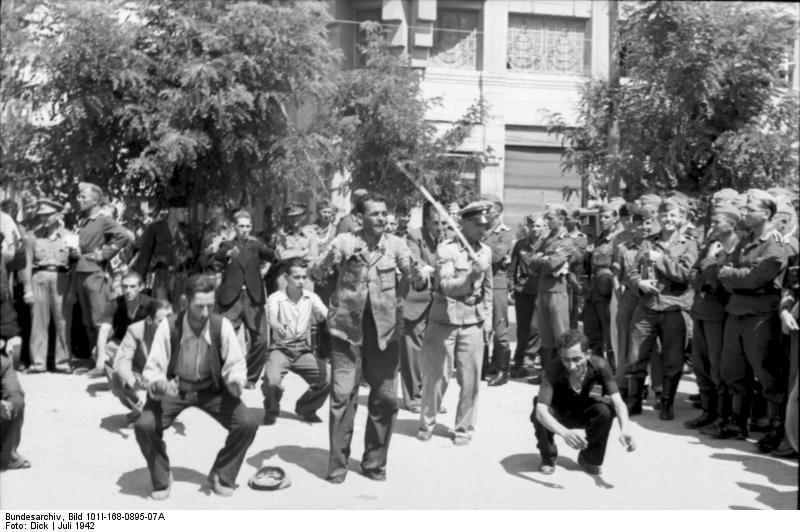 Bundesarchiv, Bild 101I-168-0895-07A
Foto: Dick | Juli 1942